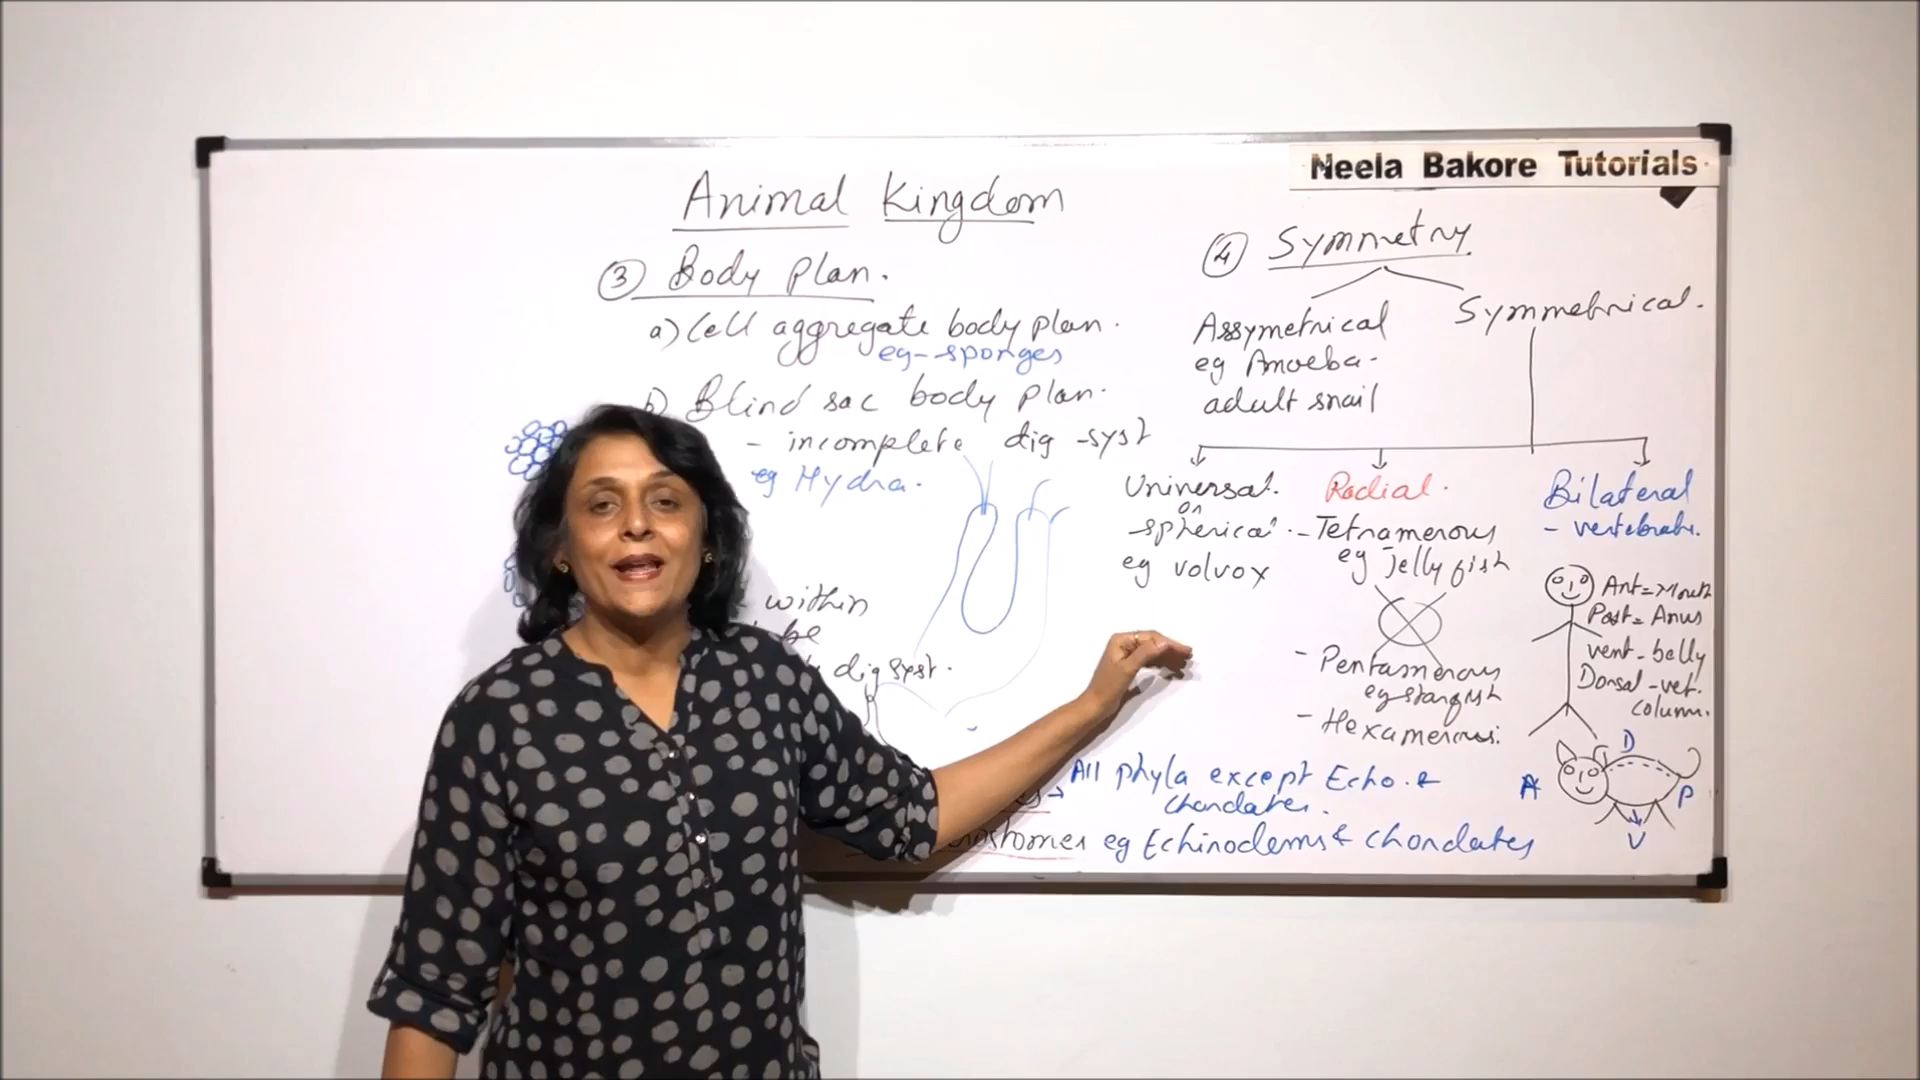 Neela Bakore Tutorials
Animal Kingdom
③ Body plan.
a) Cell aggregate body plan.
eg - sponges
b) Blind sac body plan.
- incomplete dig - syst
eg Hydra.
within
be
dig syst.
→ All phyla except Echo. &
chordates.
eg Echinoderms & chordates
④ Symmetry
Assymetrical
eg Amoeba.
adult snail
Symmetrical.
Universal.
or
spherical.
eg volvox
Radial.
- Tetramerous
eg Jelly fish
- Pentamerous
eg starfish
- Hexamerous.
Bilateral
- vertebrate.
Ant = Mouth
Post = Anus
vent - belly
Dorsal - vet.
column.
D
A
P
V